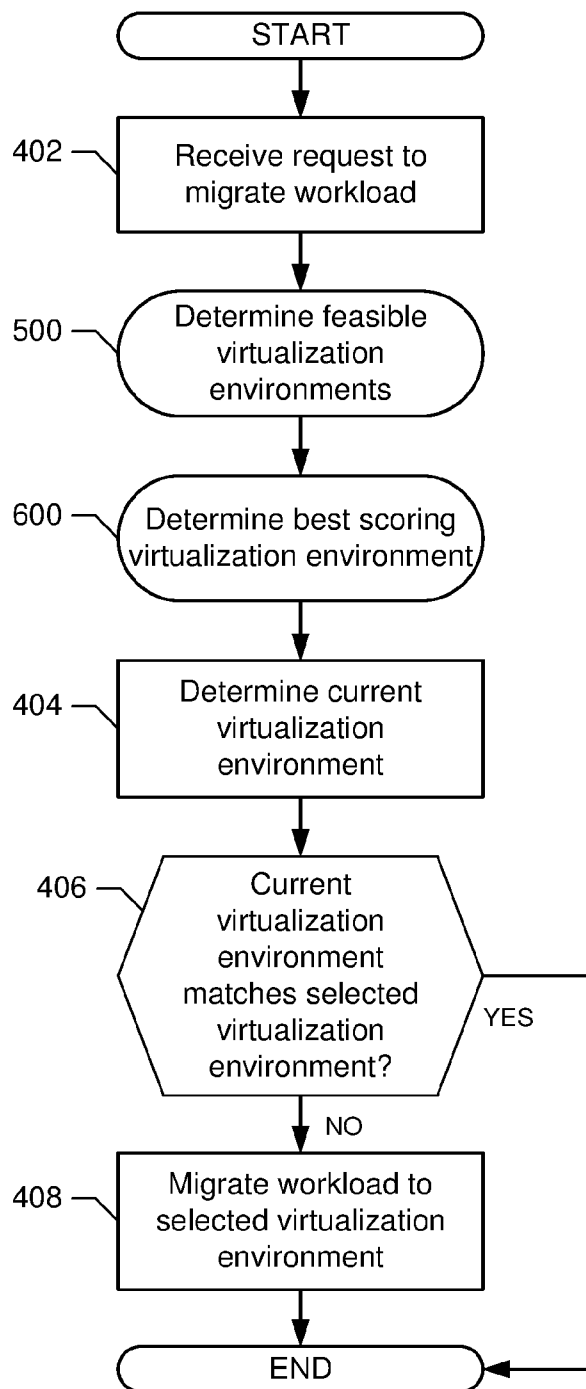 START
402
Receive request to
migrate workload
500
Determine feasible
virtualization
environments
600
Determine best scoring
virtualization environment
404
Determine current
virtualization
environment
406
Current
virtualization
environment
matches selected
virtualization
environment?
YES
NO
408
Migrate workload to
selected virtualization
environment
END